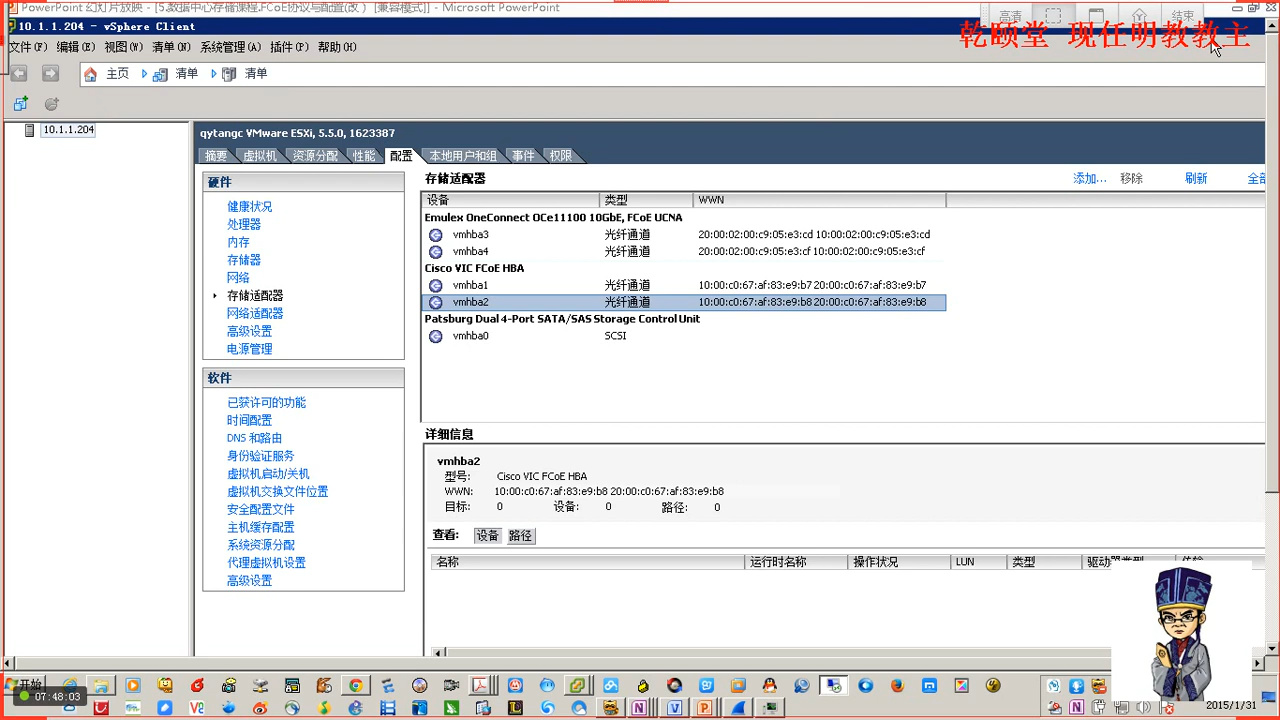 PowerPoint 幻灯片放映 - [5.数据中心存储课程.FCoE协议与配置(改） [兼容模式]] - Microsoft PowerPoint
高清 结束
10.1.1.204 - vSphere Client
乾颐堂 现任明教教主
文件(F) 编辑(E) 视图(W) 清单(N) 系统管理(A) 插件(P) 帮助(H)
主页 清单 清单
10.1.1.204
qytangc VMware ESXi, 5.5.0, 1623387
摘要 虚拟机 资源分配 性能 配置 本地用户和组 事件 权限
硬件
健康状况
处理器
内存
存储器
网络
存储适配器
网络适配器
高级设置
电源管理
软件
已获许可的功能
时间配置
DNS 和路由
身份验证服务
虚拟机启动/关机
虚拟机交换文件位置
安全配置文件
主机缓存配置
系统资源分配
代理虚拟机设置
高级设置
存储适配器 添加... 移除 刷新 全部
设备 类型 WWN
Emulex OneConnect OCe11100 10GbE, FCoE UCNA
vmhba3 光纤通道 20:00:02:00:c9:05:e3:cd 10:00:02:00:c9:05:e3:cd
vmhba4 光纤通道 20:00:02:00:c9:05:e3:cf 10:00:02:00:c9:05:e3:cf
Cisco VIC FCoE HBA
vmhba1 光纤通道 10:00:c0:67:af:83:e9:b7 20:00:c0:67:af:83:e9:b7
vmhba2 光纤通道 10:00:c0:67:af:83:e9:b8 20:00:c0:67:af:83:e9:b8
Patsburg Dual 4-Port SATA/SAS Storage Control Unit
vmhba0 SCSI
详细信息
vmhba2
型号: Cisco VIC FCoE HBA
WWN: 10:00:c0:67:af:83:e9:b8 20:00:c0:67:af:83:e9:b8
目标: 0 设备: 0 路径: 0
查看: 设备 路径
名称 运行时名称 操作状况 LUN 类型 驱动器类型
开始
07:48:03
2015/1/31